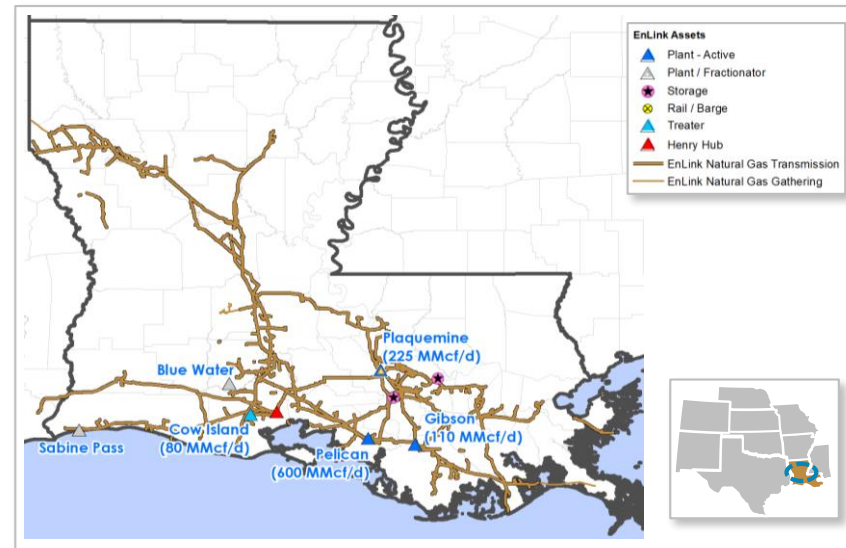 EnLink Assets
Plant - Active
Plant / Fractionator
Storage
Rail / Barge
Treater
Henry Hub
EnLink Natural Gas Transmission
EnLink Natural Gas Gathering
Plaquemine
(225 MMcf/d)
Blue Water
Gibson
(110 MMcf/d)
Cow Island
(80 MMcf/d)
Sabine Pass
Pelican
(600 MMcf/d)